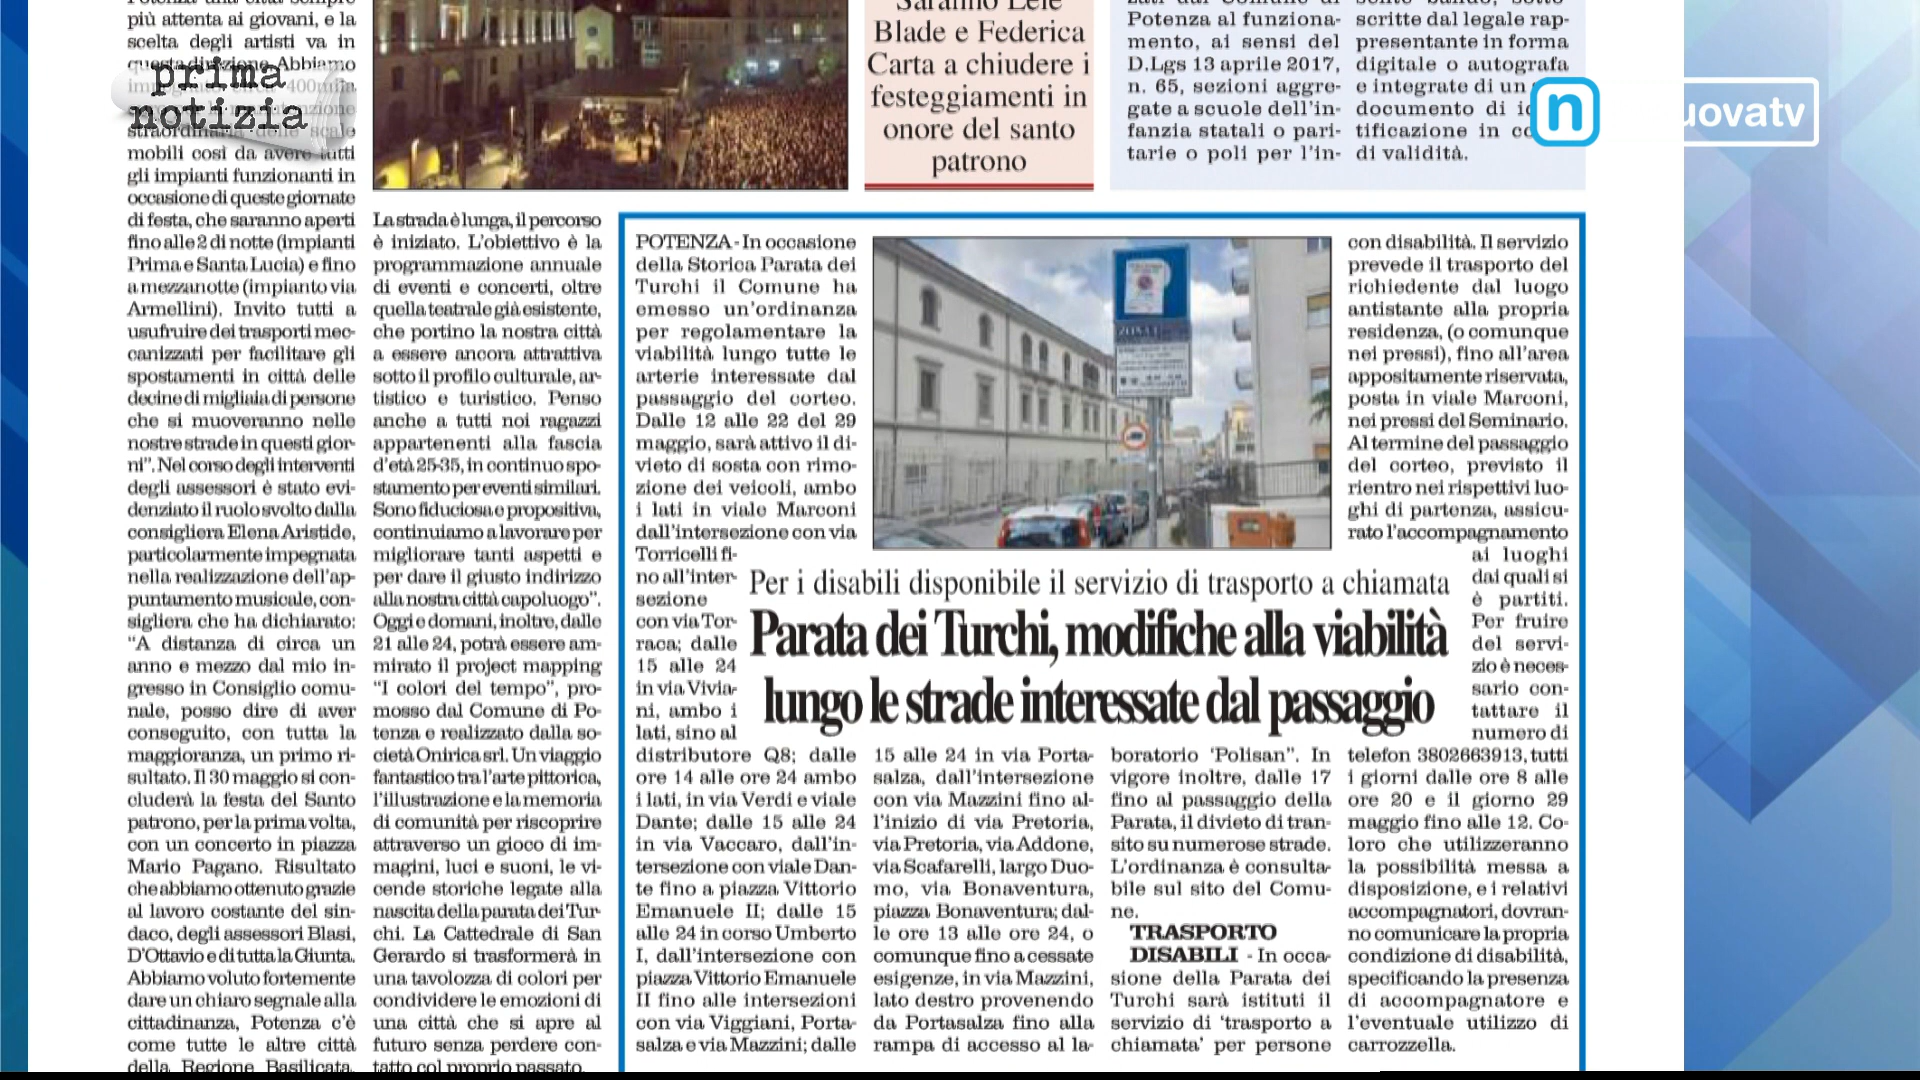 più attenta ai giovani, e la
scelta degli artisti va in
questa direzione. Abbiamo
straordinaria delle scale
mobili così da avere tutti
gli impianti funzionanti in
occasione di queste giornate
di festa, che saranno aperti
fino alle 2 di notte (impianti
Prima e Santa Lucia) e fino
a mezzanotte (impianto via
Armellini). Invito tutti a
usufruire dei trasporti mec-
canizzati per facilitare gli
spostamenti in città delle
decine di migliaia di persone
che si muoveranno nelle
nostre strade in questi gior-
ni". Nel corso degli interventi
degli assessori è stato evi-
denziato il ruolo svolto dalla
consigliera Elena Aristide,
particolarmente impegnata
nella realizzazione dell'ap-
puntamento musicale, con-
sigliera che ha dichiarato:
"A distanza di circa un
anno e mezzo dal mio in-
gresso in Consiglio comu-
nale, posso dire di aver
conseguito, con tutta la
maggioranza, un primo ri-
sultato. Il 30 maggio si con-
cluderà la festa del Santo
patrono, per la prima volta,
con un concerto in piazza
Mario Pagano. Risultato
che abbiamo ottenuto grazie
al lavoro costante del sin-
daco, degli assessori Blasi,
D'Ottavio e di tutta la Giunta.
Abbiamo voluto fortemente
dare un chiaro segnale alla
cittadinanza, Potenza c'è
come tutte le altre città
della Regione Basilicata.
prima
notizia
La strada è lunga, il percorso
è iniziato. L'obiettivo è la
programmazione annuale
di eventi e concerti, oltre
quella teatrale già esistente,
che portino la nostra città
a essere ancora attrattiva
sotto il profilo culturale, ar-
tistico e turistico. Penso
anche a tutti noi ragazzi
appartenenti alla fascia
d'età 25-35, in continuo spo-
stamento per eventi similari.
Sono fiduciosa e propositiva,
continuiamo a lavorare per
migliorare tanti aspetti e
per dare il giusto indirizzo
alla nostra città capoluogo".
Oggi e domani, inoltre, dalle
21 alle 24, potrà essere am-
mirato il project mapping
"I colori del tempo", pro-
mosso dal Comune di Po-
tenza e realizzato dalla so-
cietà Onirica srl. Un viaggio
fantastico tra l'arte pittorica,
l'illustrazione e la memoria
di comunità per riscoprire
attraverso un gioco di im-
magini, luci e suoni, le vi-
cende storiche legate alla
nascita della parata dei Tur-
chi. La Cattedrale di San
Gerardo si trasformerà in
una tavolozza di colori per
condividere le emozioni di
una città che si apre al
futuro senza perdere con-
tatto col proprio passato.
Saranno Lele
Blade e Federica
Carta a chiudere i
festeggiamenti in
onore del santo
patrono
Potenza al funziona-
mento, ai sensi del
D.Lgs 13 aprile 2017,
n. 65, sezioni aggre-
gate a scuole dell'in-
fanzia statali o pari-
tarie o poli per l'in-
scritte dal legale rap-
presentante in forma
digitale o autografa
e integrate di un
documento di
tificazione in
di validità.
n
uovatv
Per i disabili disponibile il servizio di trasporto a chiamata
Parata dei Turchi, modifiche alla viabilità
lungo le strade interessate dal passaggio
POTENZA - In occasione
della Storica Parata dei
Turchi il Comune ha
emesso un'ordinanza
per regolamentare la
viabilità lungo tutte le
arterie interessate dal
passaggio del corteo.
Dalle 12 alle 22 del 29
maggio, sarà attivo il di-
vieto di sosta con rimo-
zione dei veicoli, ambo
i lati in viale Marconi
dall'intersezione con via
Torricelli fi-
no all'inter-
sezione
con via Tor-
raca; dalle
15 alle 24
in via Vivia-
ni, ambo i
lati, sino al
distributore Q8; dalle
ore 14 alle ore 24 ambo
i lati, in via Verdi e viale
Dante; dalle 15 alle 24
in via Vaccaro, dall'in-
tersezione con viale Dan-
te fino a piazza Vittorio
Emanuele II; dalle 15
alle 24 in corso Umberto
I, dall'intersezione con
piazza Vittorio Emanuele
II fino alle intersezioni
con via Viggiani, Porta-
salza e via Mazzini; dalle
15 alle 24 in via Porta-
salza, dall'intersezione
con via Mazzini fino al-
l'inizio di via Pretoria,
via Pretoria, via Addone,
via Scafarelli, largo Duo-
mo, via Bonaventura,
piazza Bonaventura; dal-
le ore 13 alle ore 24, o
comunque fino a cessate
esigenze, in via Mazzini,
lato destro provenendo
da Portasalza fino alla
rampa di accesso al la-
boratorio 'Polisan". In
vigore inoltre, dalle 17
fino al passaggio della
Parata, il divieto di tran-
sito su numerose strade.
L'ordinanza è consulta-
bile sul sito del Comu-
ne.
TRASPORTO
DISABILI - In occa-
sione della Parata dei
Turchi sarà istituti il
servizio di 'trasporto a
chiamata' per persone
con disabilità. Il servizio
prevede il trasporto del
richiedente dal luogo
antistante alla propria
residenza, (o comunque
nei pressi), fino all'area
appositamente riservata,
posta in viale Marconi,
nei pressi del Seminario.
Al termine del passaggio
del corteo, previsto il
rientro nei rispettivi luo-
ghi di partenza, assicu-
rato l'accompagnamento
ai luoghi
dai quali si
è partiti.
Per fruire
del servi-
zio è neces-
sario con-
tattare il
numero di
telefon 3802663913, tutti
i giorni dalle ore 8 alle
ore 20 e il giorno 29
maggio fino alle 12. Co-
loro che utilizzeranno
la possibilità messa a
disposizione, e i relativi
accompagnatori, dovran-
no comunicare la propria
condizione di disabilità,
specificando la presenza
di accompagnatore e
l'eventuale utilizzo di
carrozzella.